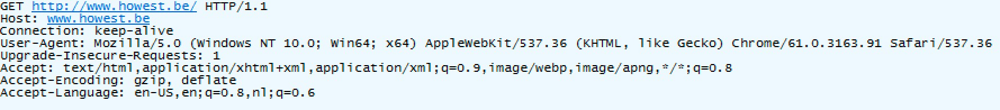 GET http://www.howest.be/ HTTP/1.1
Host: www.howest.be
Connection: keep-alive
User-Agent: Mozilla/5.0 (Windows NT 10.0; Win64; x64) AppleWebKit/537.36 (KHTML, like Gecko) Chrome/61.0.3163.91 Safari/537.36
Upgrade-Insecure-Requests: 1
Accept: text/html,application/xhtml+xml,application/xml;q=0.9,image/webp,image/apng,*/*;q=0.8
Accept-Encoding: gzip, deflate
Accept-Language: en-US,en;q=0.8,nl;q=0.6